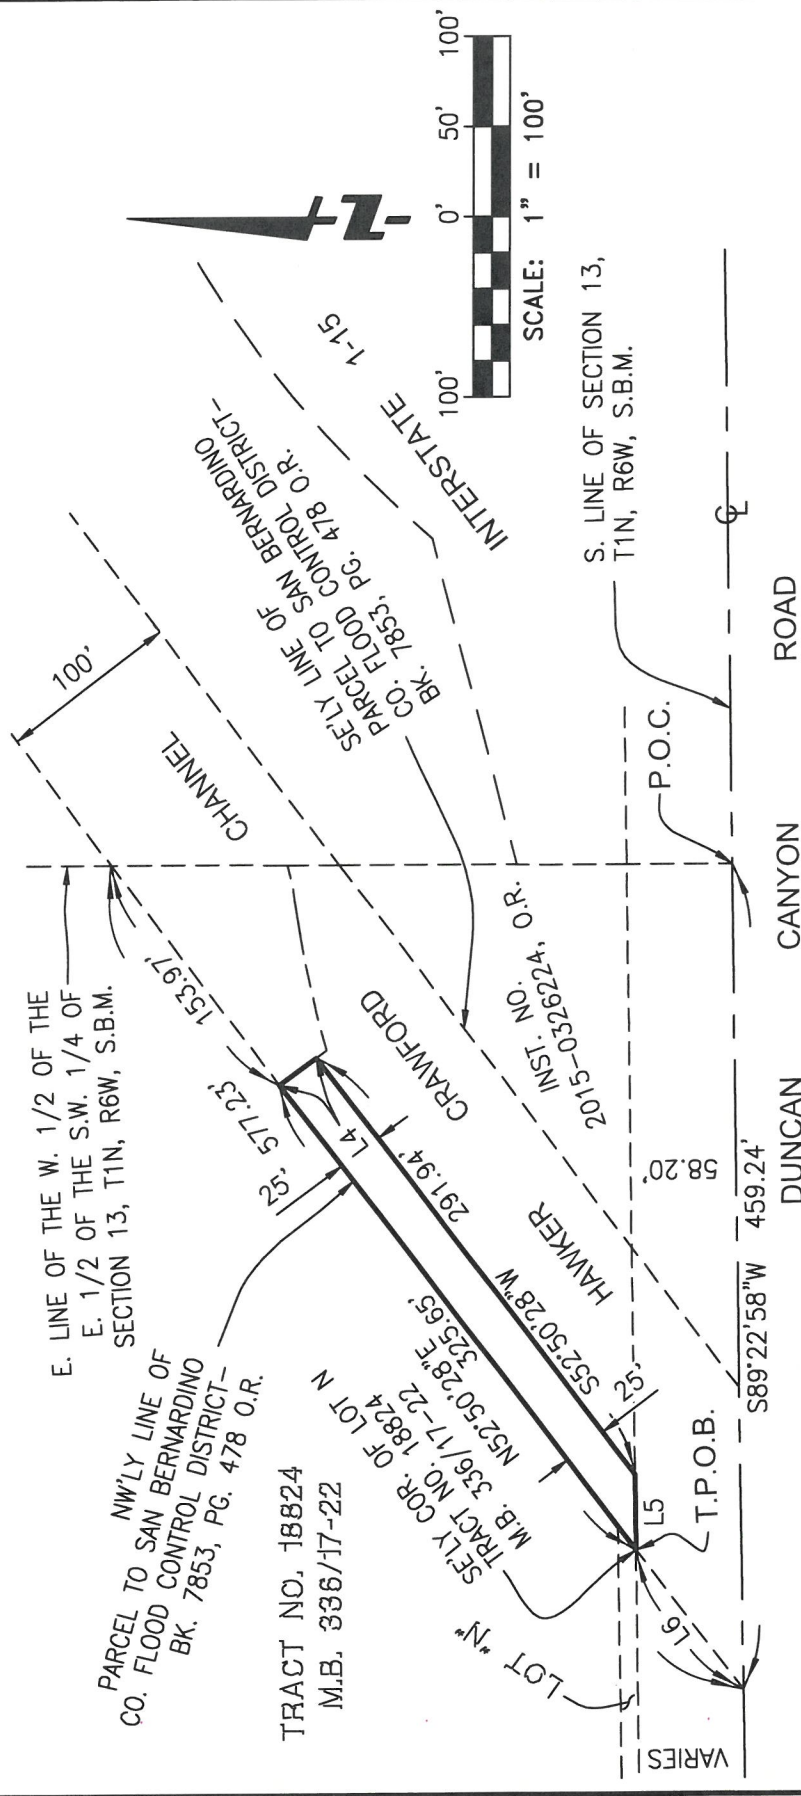 E. LINE OF THE W. 1/2 OF THE
E. 1/2 OF THE S.W. 1/4 OF
SECTION 13, T1N, R6W, S.B.M.
100'
CHANNEL
153.97'
577.23'
NW'LY LINE OF
PARCEL TO SAN BERNARDINO
CO. FLOOD CONTROL DISTRICT-
BK. 7853, PG. 478 O.R.
25'
L4
291.94'
CRAWFORD
HAWKER
SE'LY LINE OF
PARCEL TO SAN BERNARDINO
CO. FLOOD CONTROL DISTRICT-
BK. 7853, PG. 478 O.R.
INTERSTATE
1-15
-N-
100'
0'
50'
100'
SCALE: 1" = 100'
TRACT NO. 18824
M.B. 336/17-22
SE'LY COR. OF LOT N
TRACT NO. 18824
M.B. 336/17-22
N52°50'28"E
325.65'
S52°50'28"W
25'
INST. NO.
2015-0326224, O.R.
S. LINE OF SECTION 13,
T1N, R6W, S.B.M.
LOT "N"
L5
T.P.O.B.
L6
58.20'
P.O.C.
VARIES
S89°22'58"W
459.24'
CL
DUNCAN
CANYON
ROAD